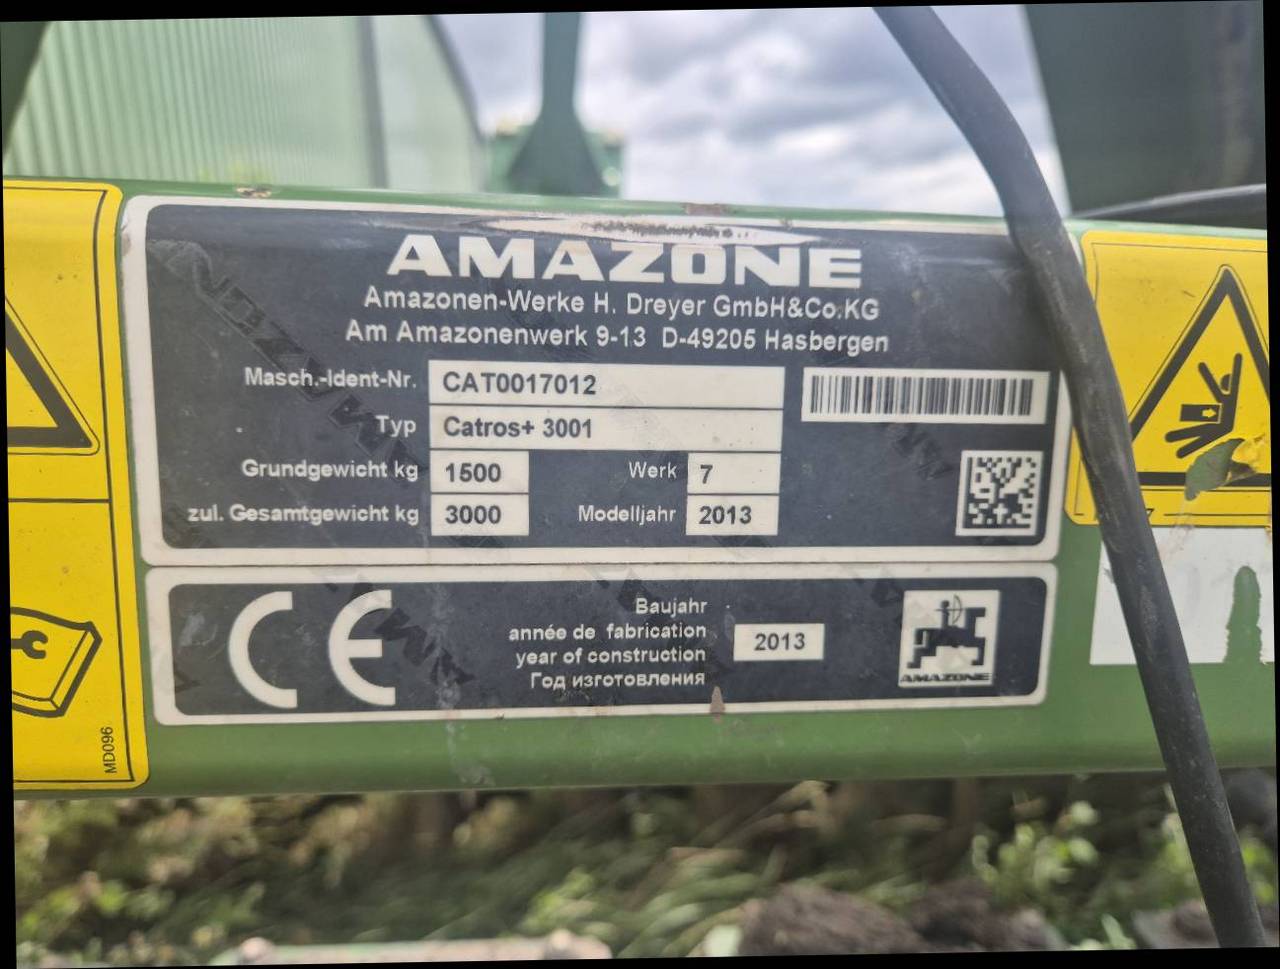 AMAZONE
Amazonen-Werke H. Dreyer GmbH&Co.KG
Am Amazonenwerk 9-13 D-49205 Hasbergen
Masch.-Ident-Nr. CAT0017012
Typ Catros+ 3001
Grundgewicht kg 1500 Werk 7
zul. Gesamtgewicht kg 3000 Modelljahr 2013
CE
Baujahr
année de fabrication
year of construction
Год изготовления
2013
AMAZONE
MD096